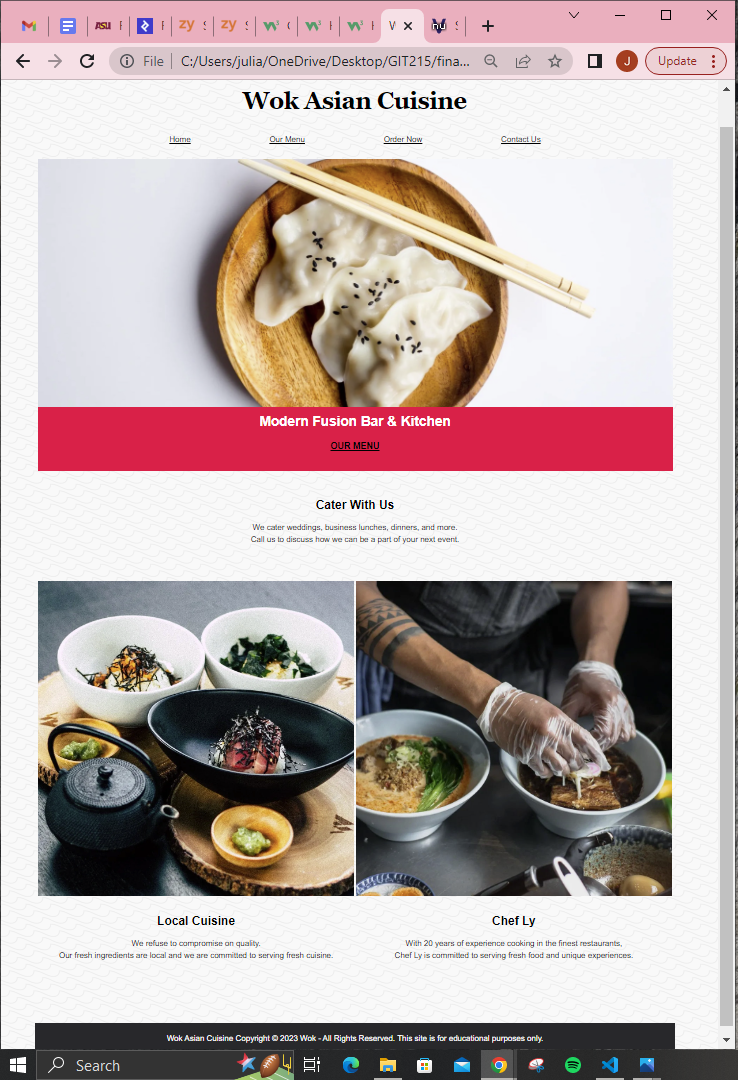 ASU
zy
zy
W
nu
File
C:/Users/julia/OneDrive/Desktop/GIT215/fina...
J
Update
Wok Asian Cuisine
Home
Our Menu
Order Now
Contact Us
Modern Fusion Bar & Kitchen
OUR MENU
Cater With Us
We cater weddings, business lunches, dinners, and more.
Call us to discuss how we can be a part of your next event.
Local Cuisine
We refuse to compromise on quality.
Our fresh ingredients are local and we are committed to serving fresh cuisine.
Chef Ly
With 20 years of experience cooking in the finest restaurants,
Chef Ly is committed to serving fresh food and unique experiences.
Wok Asian Cuisine Copyright © 2023 Wok - All Rights Reserved. This site is for educational purposes only.
Search